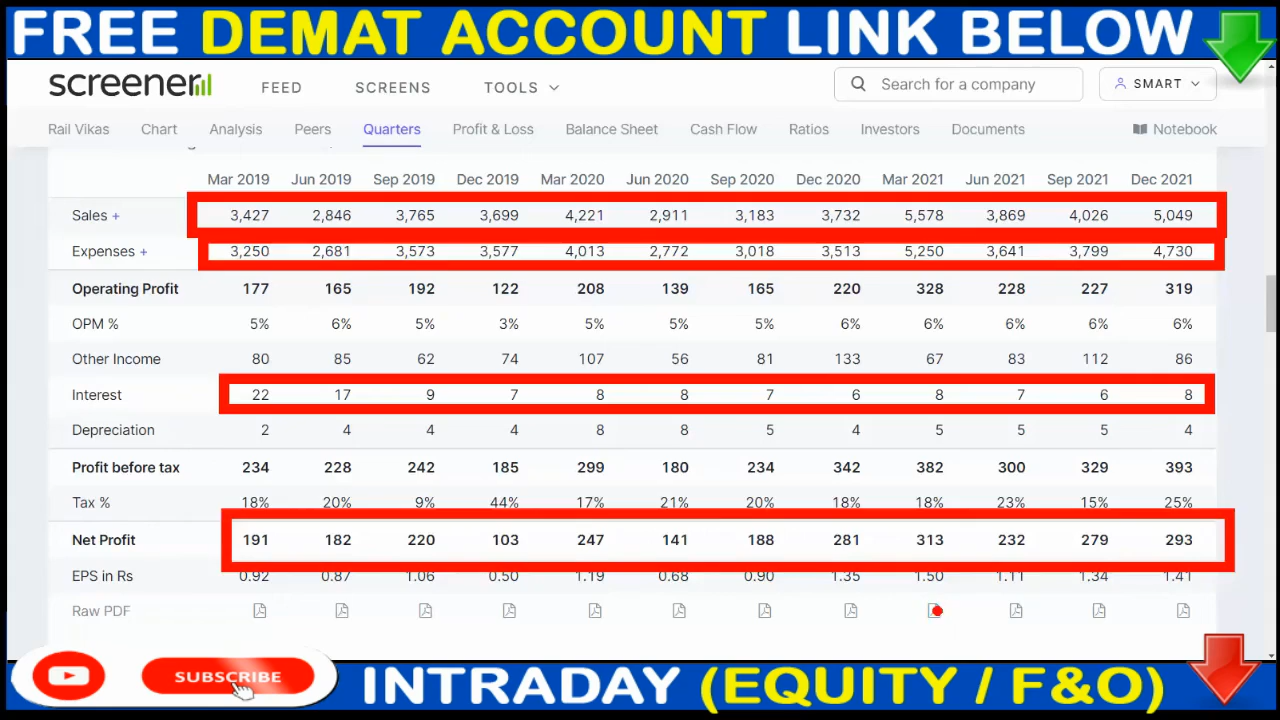 FREE DEMAT ACCOUNT LINK BELOW
screener FEED SCREENS TOOLS Search for a company SMART
Rail Vikas Chart Analysis Peers Quarters Profit & Loss Balance Sheet Cash Flow Ratios Investors Documents Notebook
Mar 2019 Jun 2019 Sep 2019 Dec 2019 Mar 2020 Jun 2020 Sep 2020 Dec 2020 Mar 2021 Jun 2021 Sep 2021 Dec 2021
Sales + 3,427 2,846 3,765 3,699 4,221 2,911 3,183 3,732 5,578 3,869 4,026 5,049
Expenses + 3,250 2,681 3,573 3,577 4,013 2,772 3,018 3,513 5,250 3,641 3,799 4,730
Operating Profit 177 165 192 122 208 139 165 220 328 228 227 319
OPM % 5% 6% 5% 3% 5% 5% 5% 6% 6% 6% 6% 6%
Other Income 80 85 62 74 107 56 81 133 67 83 112 86
Interest 22 17 9 7 8 8 7 6 8 7 6 8
Depreciation 2 4 4 4 8 8 5 4 5 5 5 4
Profit before tax 234 228 242 185 299 180 234 342 382 300 329 393
Tax % 18% 20% 9% 44% 17% 21% 20% 18% 18% 23% 15% 25%
Net Profit 191 182 220 103 247 141 188 281 313 232 279 293
EPS in Rs 0.92 0.87 1.06 0.50 1.19 0.68 0.90 1.35 1.50 1.11 1.34 1.41
Raw PDF
SUBSCRIBE INTRADAY (EQUITY / F&O)